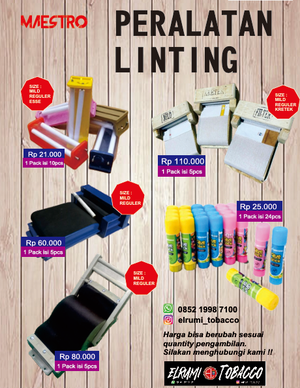 MAESTRO
PERALATAN
LINTING
SIZE :
MILD
REGULER
ESSE
SIZE :
MILD
REGULER
KRETEK
Rp 21.000
1 Pack isi 10pcs
Rp 110.000
1 Pack isi 5pcs
SIZE :
MILD
REGULER
Rp 25.000
1 Pack isi 24pcs
Rp 60.000
1 Pack isi 5pcs
SIZE :
MILD
REGULER
0852 1998 7100
elrumi_tobacco
Harga bisa berubah sesuai
quantity pengambilan.
Silakan menghubungi kami !!
Rp 80.000
1 Pack isi 5pcs
ELRUMI TOBACCO